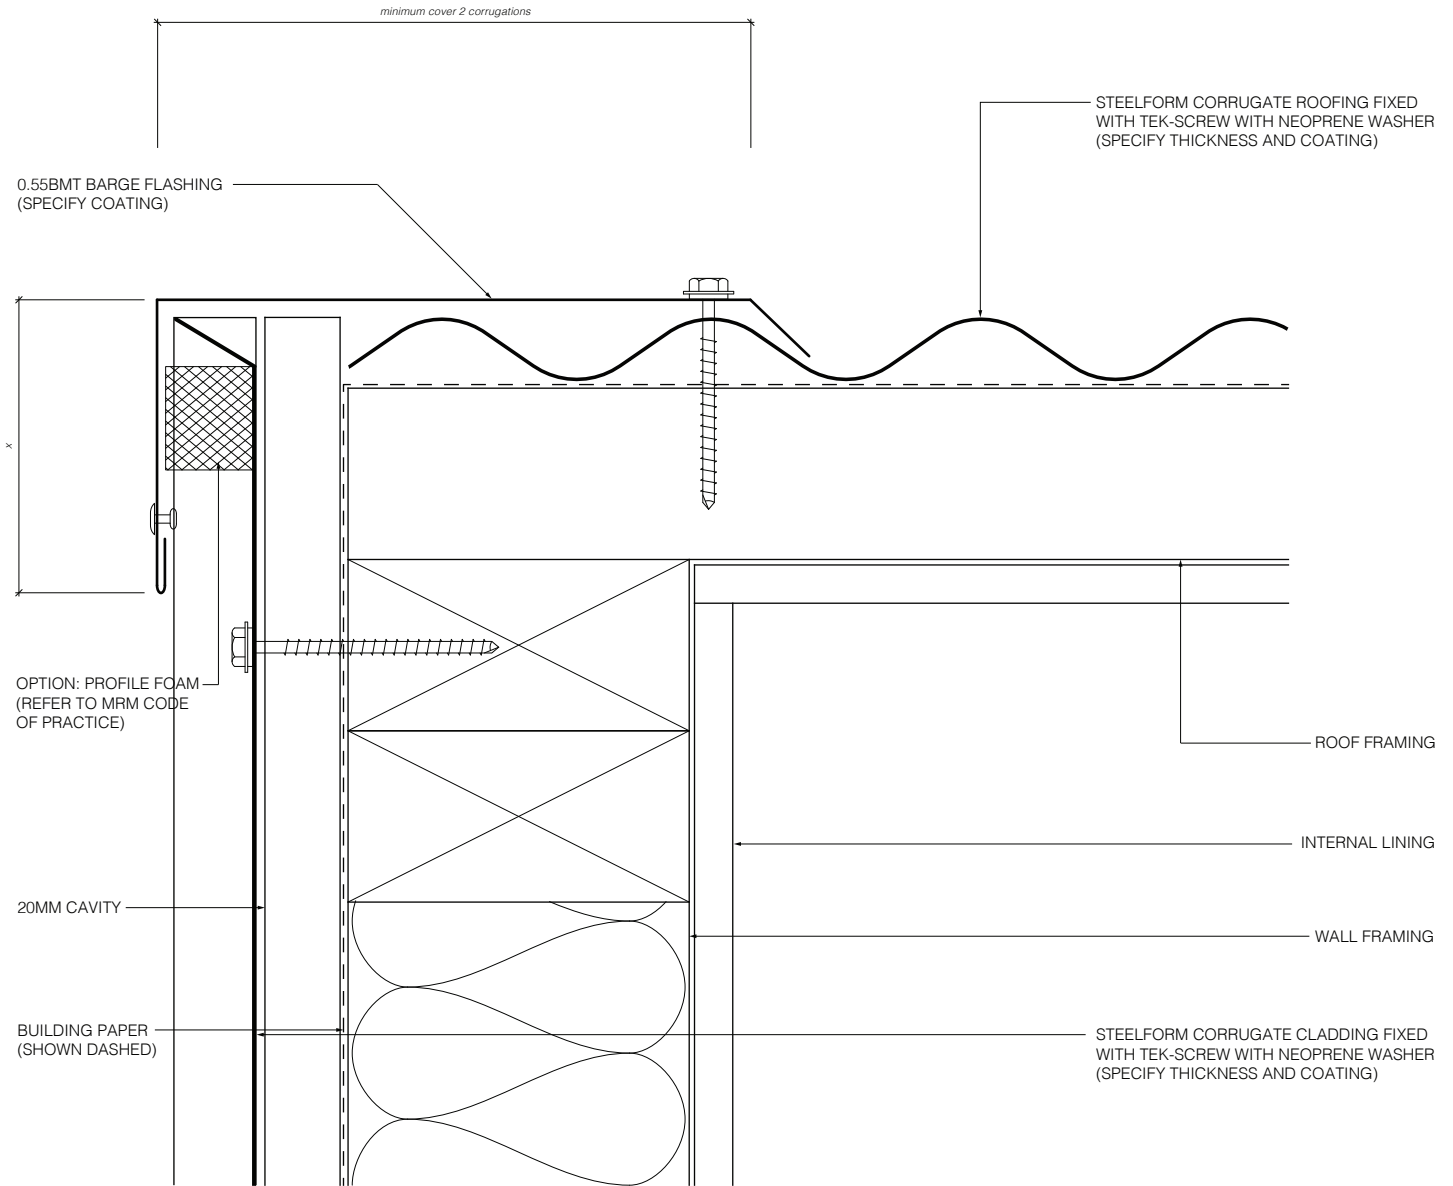 minimum cover 2 corrugations
STEELFORM CORRUGATE ROOFING FIXED
WITH TEK-SCREW WITH NEOPRENE WASHER
(SPECIFY THICKNESS AND COATING)
0.55BMT BARGE FLASHING
(SPECIFY COATING)
x
OPTION: PROFILE FOAM
(REFER TO MRM CODE
OF PRACTICE)
ROOF FRAMING
INTERNAL LINING
20MM CAVITY
WALL FRAMING
BUILDING PAPER
(SHOWN DASHED)
STEELFORM CORRUGATE CLADDING FIXED
WITH TEK-SCREW WITH NEOPRENE WASHER
(SPECIFY THICKNESS AND COATING)